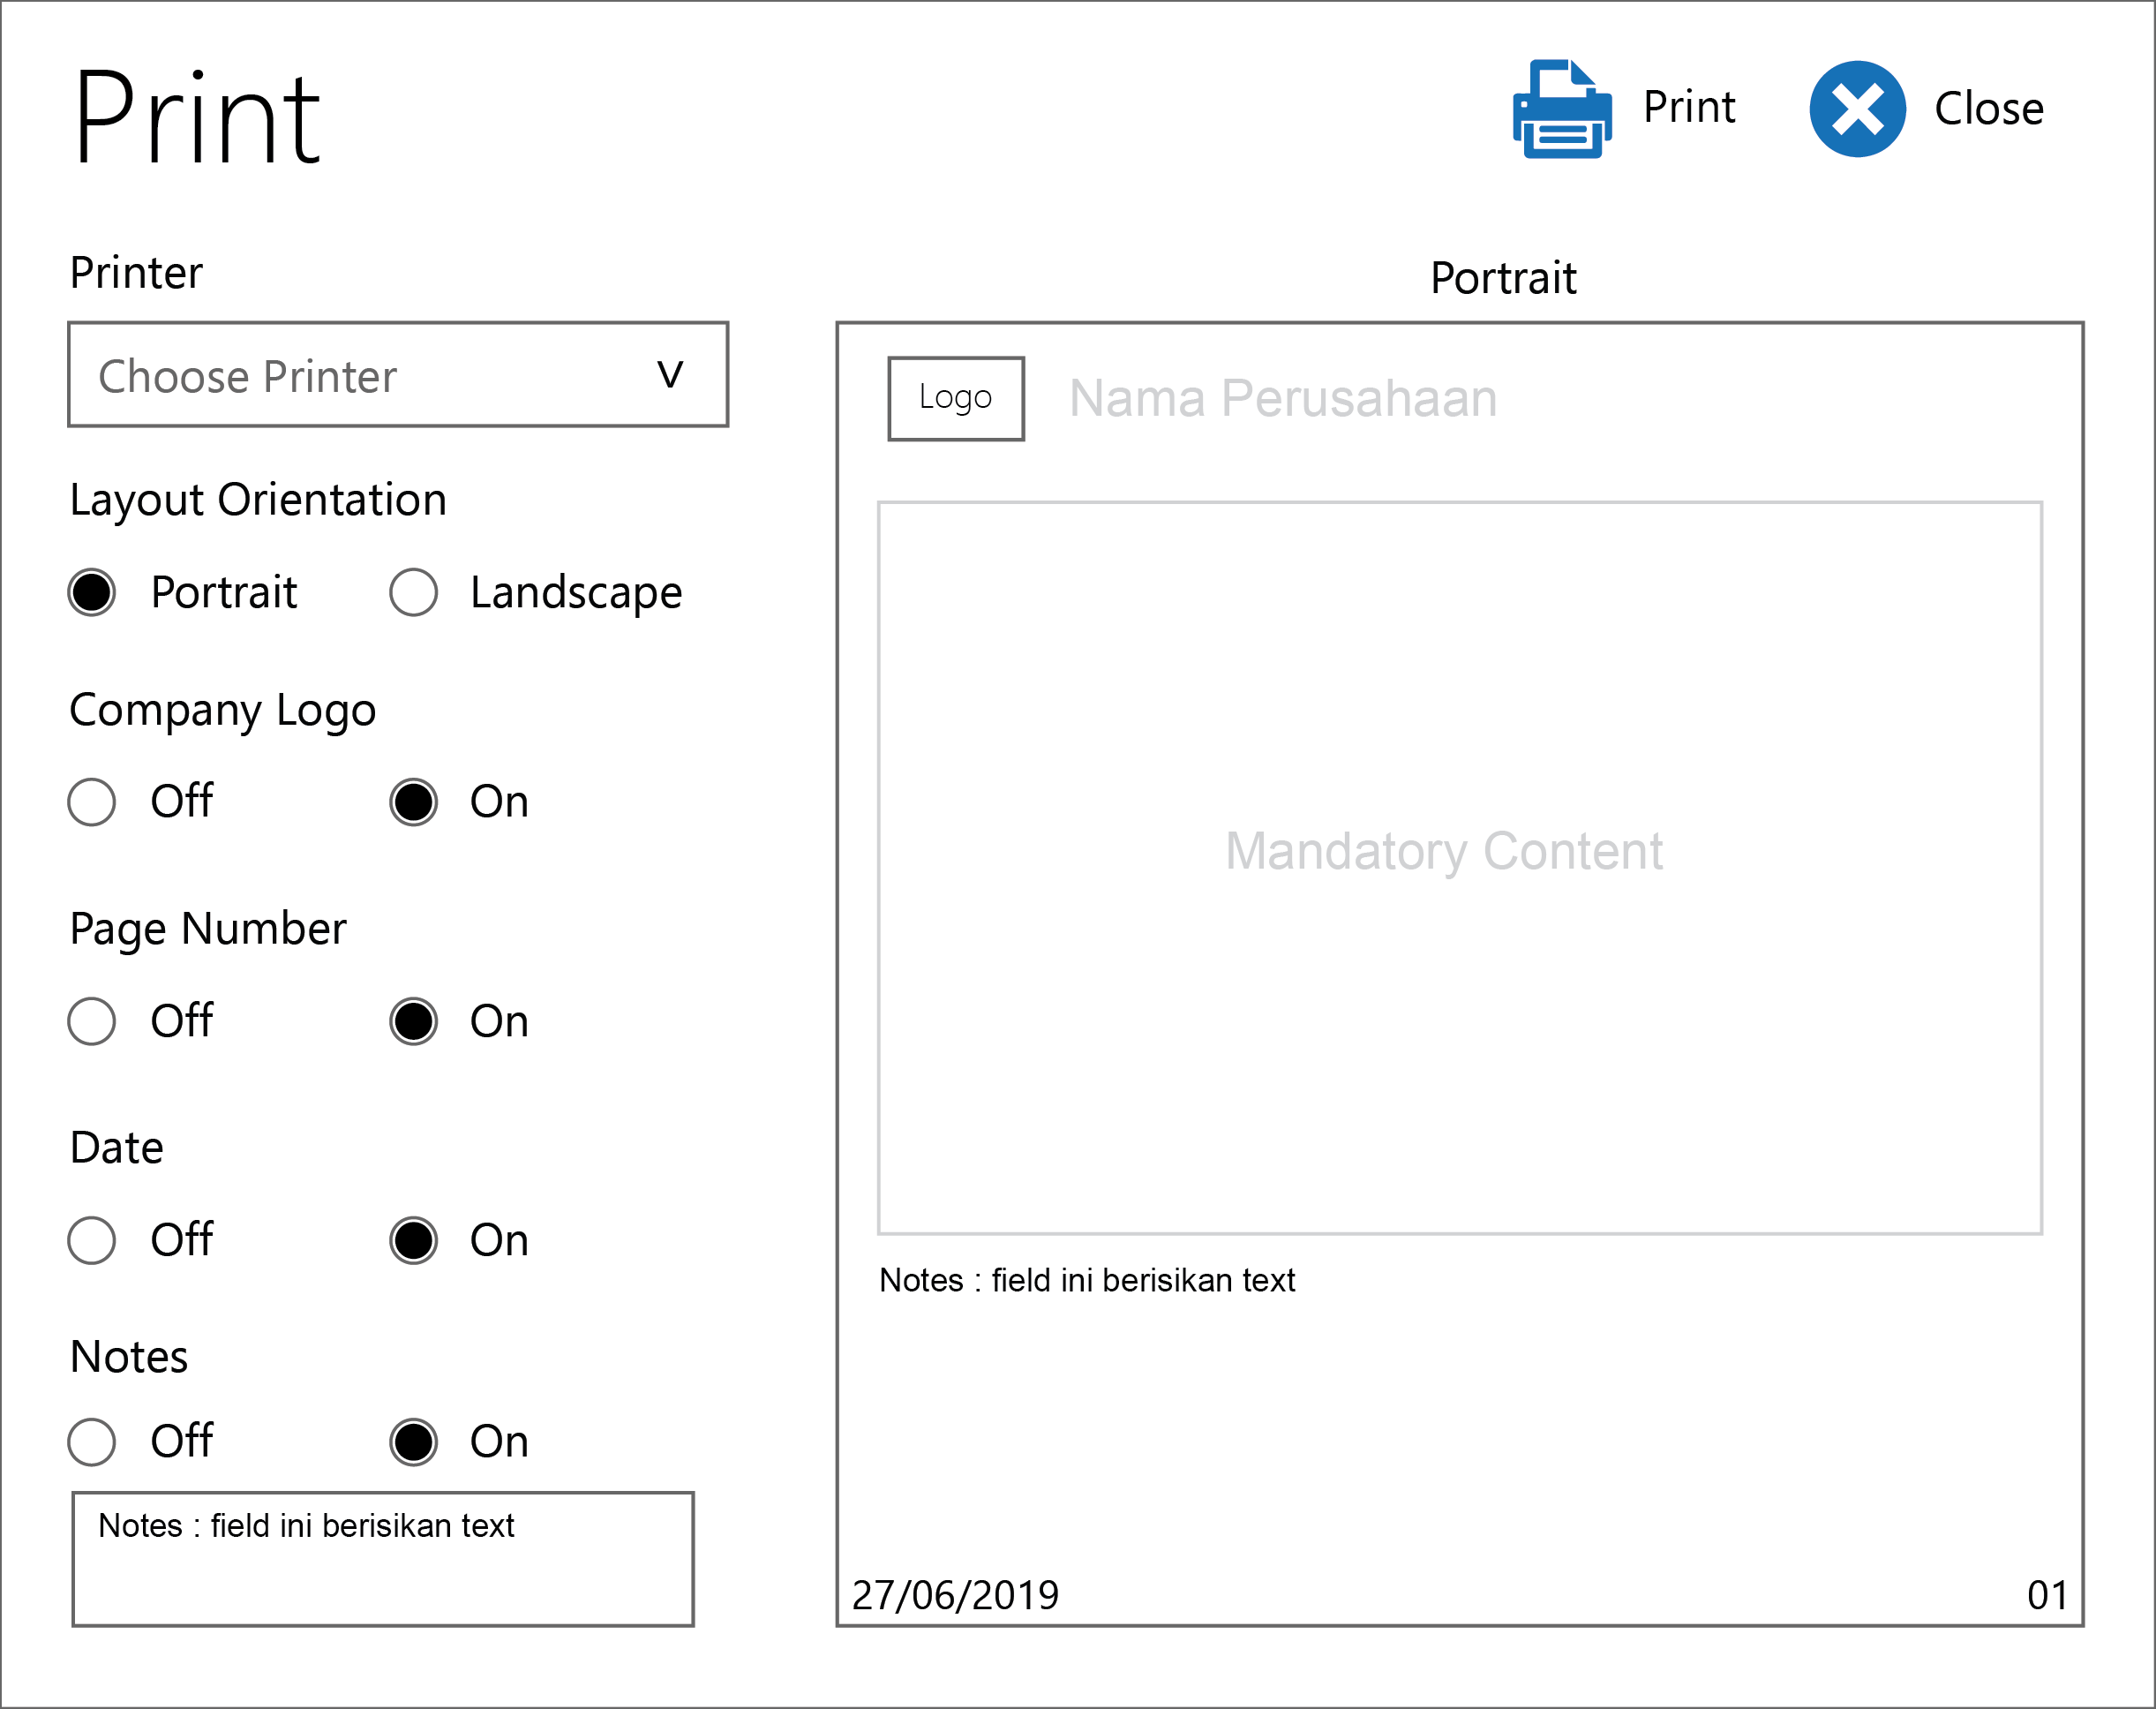 Print
Print
Close
Printer
Choose Printer V
Layout Orientation
Portrait Landscape
Company Logo
Off On
Page Number
Off On
Date
Off On
Notes
Off On
Notes : field ini berisikan text
Portrait
Logo
Nama Perusahaan
Mandatory Content
Notes : field ini berisikan text
27/06/2019
01